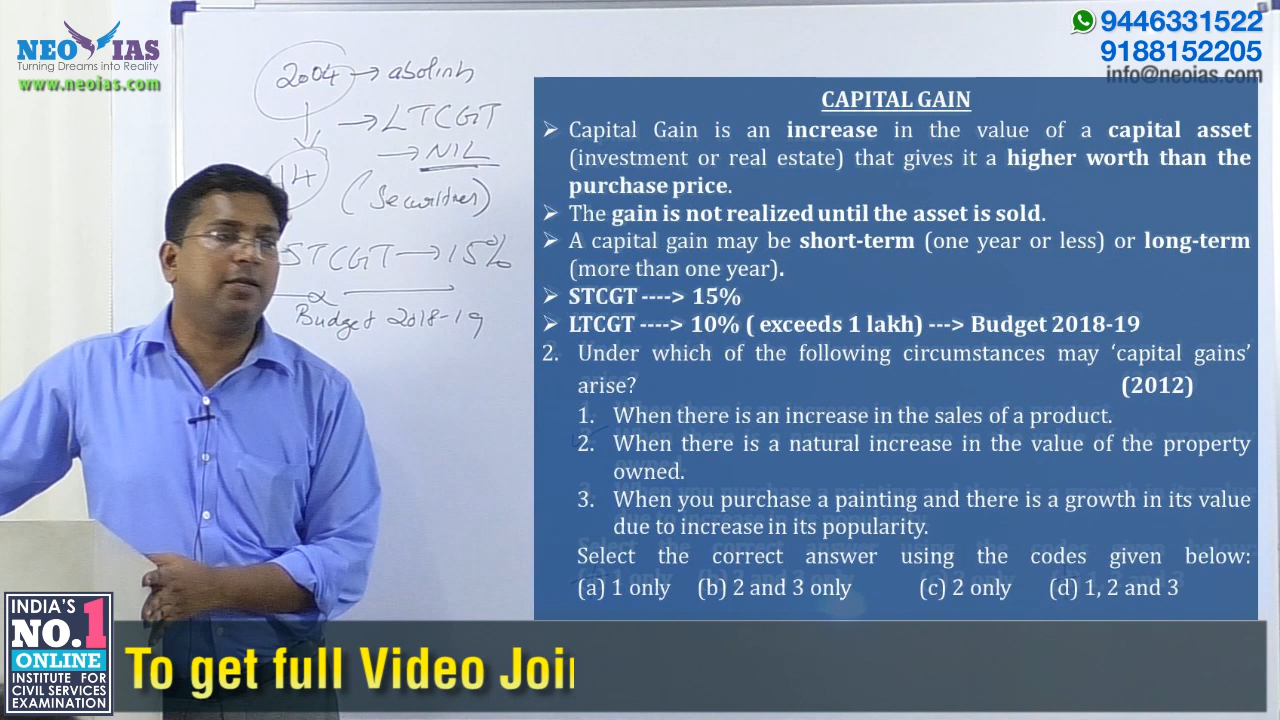 NEO IAS
Turning Dreams into Reality
www.neoias.com
9446331522
9188152205
info@neoias.com
2004 → abolish
→ LTCGT
→ NIL
14
(Securities)
STCGT → 15%
Budget 2018-19
CAPITAL GAIN
➢ Capital Gain is an increase in the value of a capital asset
(investment or real estate) that gives it a higher worth than the
purchase price.
➢ The gain is not realized until the asset is sold.
➢ A capital gain may be short-term (one year or less) or long-term
(more than one year).
➢ STCGT ----> 15%
➢ LTCGT ----> 10% ( exceeds 1 lakh) ---> Budget 2018-19
2. Under which of the following circumstances may ‘capital gains’
arise? (2012)
1. When there is an increase in the sales of a product.
2. When there is a natural increase in the value of the property
owned.
3. When you purchase a painting and there is a growth in its value
due to increase in its popularity.
Select the correct answer using the codes given below:
(a) 1 only (b) 2 and 3 only (c) 2 only (d) 1, 2 and 3
INDIA'S
NO.1
ONLINE
INSTITUTE FOR
CIVIL SERVICES
EXAMINATION
To get full Video Join